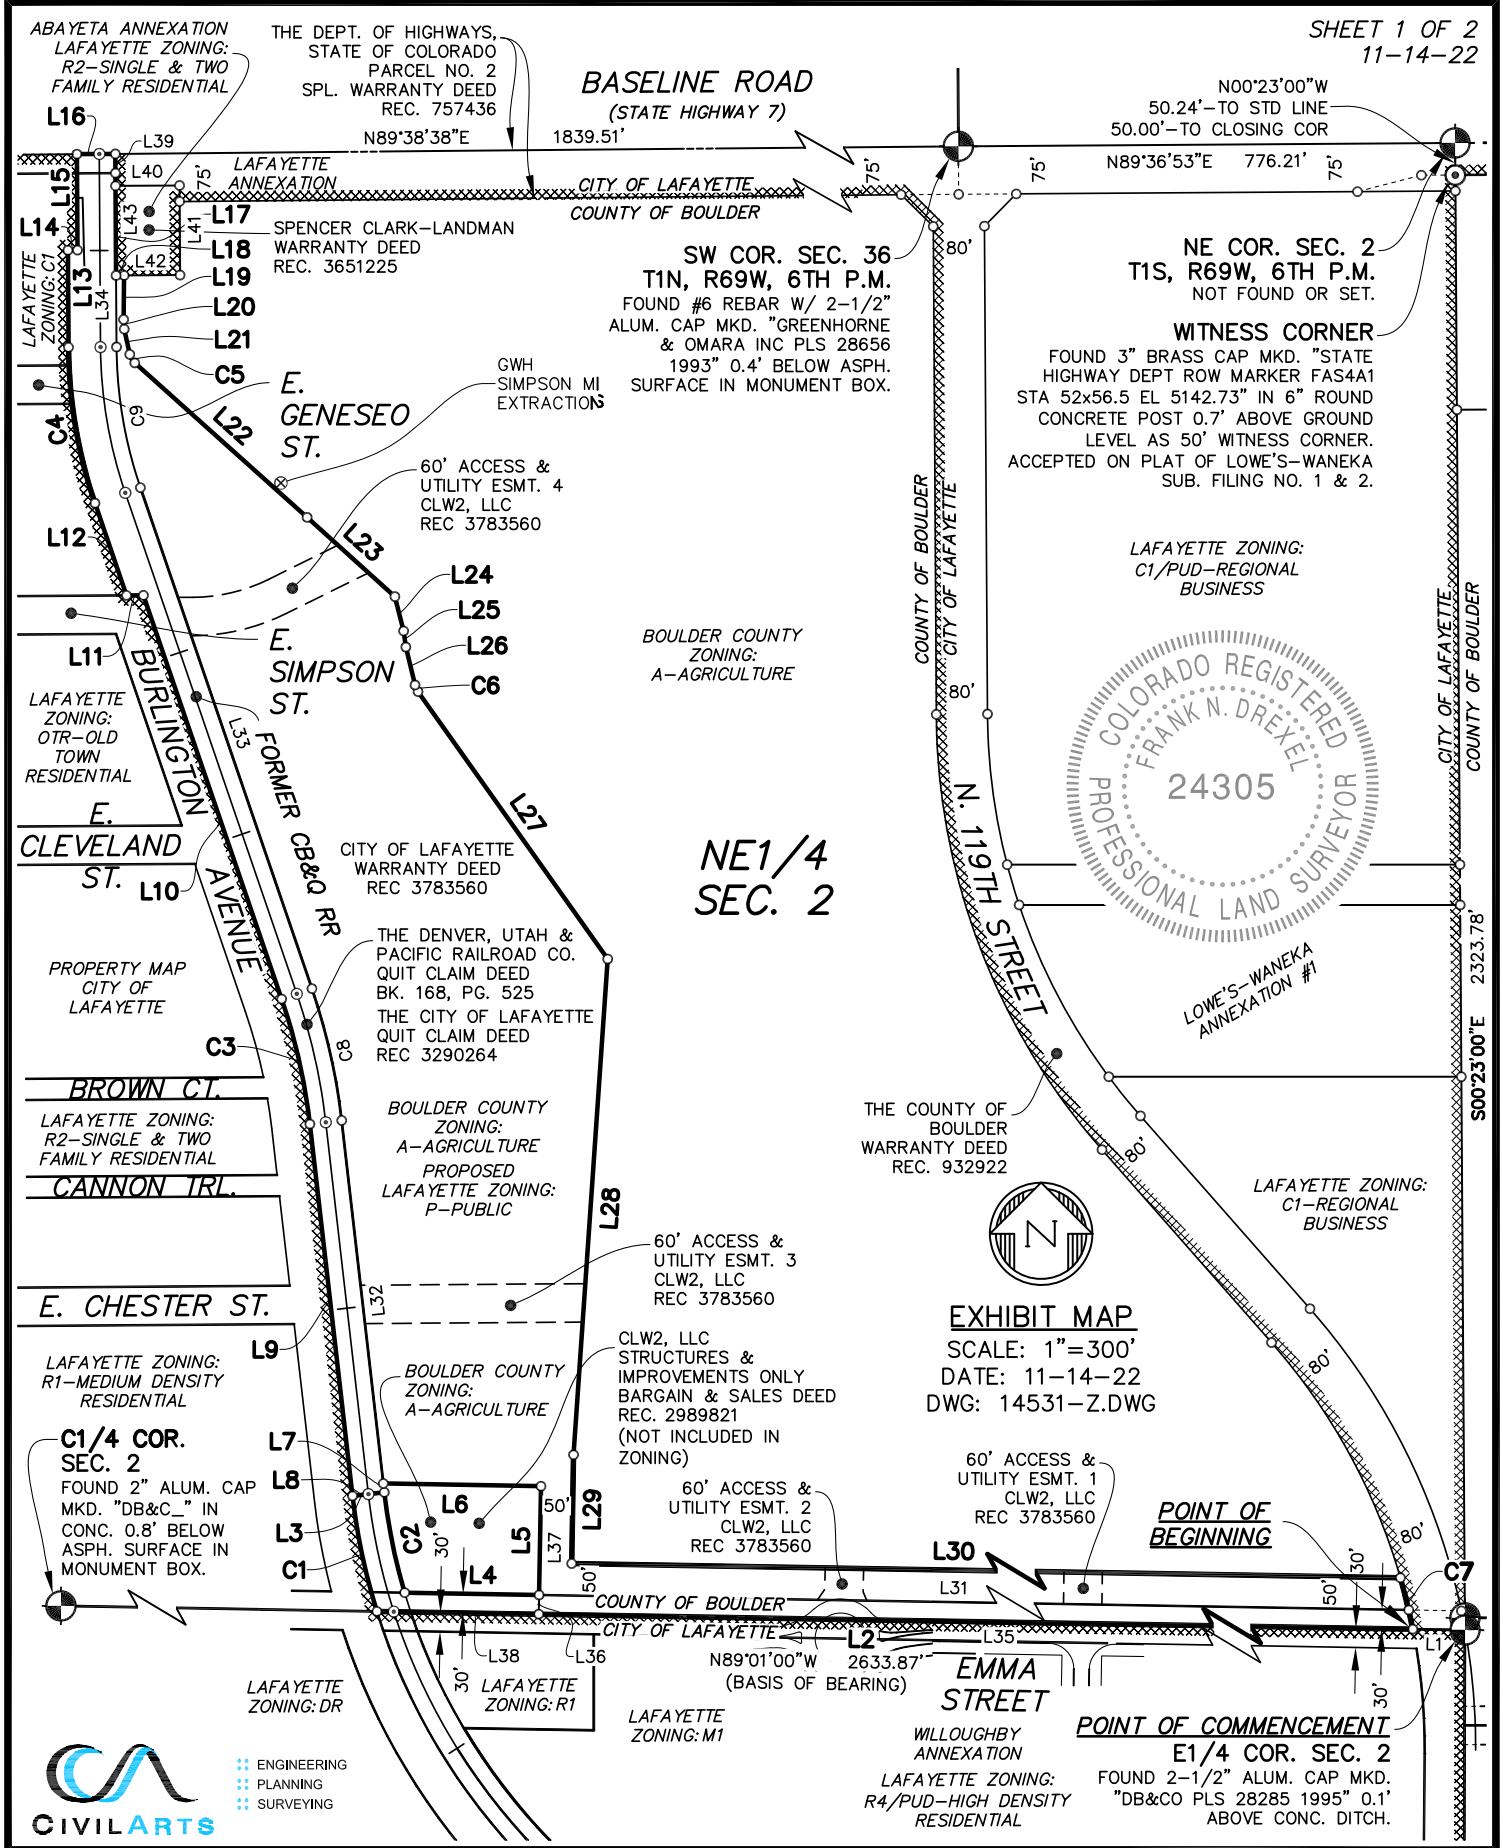 SHEET 1 OF 2
11-14-22
ABAYETA ANNEXATION
LAFAYETTE ZONING:
R2-SINGLE & TWO
FAMILY RESIDENTIAL
THE DEPT. OF HIGHWAYS,
STATE OF COLORADO
PARCEL NO. 2
SPL. WARRANTY DEED
REC. 757436
BASELINE ROAD
(STATE HIGHWAY 7)
N89°38'38"E 1839.51'
N00°23'00"W
50.24'-TO STD LINE
50.00'-TO CLOSING COR
N89°36'53"E 776.21'
75'
75'
75'
75'
L16
L39
L40
L15
L14
L13
L43
L41
L17
L18
L42
L19
L34
L20
L21
C5
LAFAYETTE
ANNEXATION
CITY OF LAFAYETTE
COUNTY OF BOULDER
SPENCER CLARK-LANDMAN
WARRANTY DEED
REC. 3651225
LAFAYETTE
ZONING: C1
SW COR. SEC. 36
T1N, R69W, 6TH P.M.
FOUND #6 REBAR W/ 2-1/2"
ALUM. CAP MKD. "GREENHORNE
& OMARA INC PLS 28656
1993" 0.4' BELOW ASPH.
SURFACE IN MONUMENT BOX.
80'
NE COR. SEC. 2
T1S, R69W, 6TH P.M.
NOT FOUND OR SET.
WITNESS CORNER
FOUND 3" BRASS CAP MKD. "STATE
HIGHWAY DEPT ROW MARKER FAS4A1
STA 52x56.5 EL 5142.73" IN 6" ROUND
CONCRETE POST 0.7' ABOVE GROUND
LEVEL AS 50' WITNESS CORNER.
ACCEPTED ON PLAT OF LOWE'S-WANEKA
SUB. FILING NO. 1 & 2.
GWH
SIMPSON MI
EXTRACTIONS
E.
GENESEO
ST.
C4
C9
L22
60' ACCESS &
UTILITY ESMT. 4
CLW2, LLC
REC 3783560
L12
L23
L24
L25
L26
C6
L11
E.
SIMPSON
ST.
COUNTY OF BOULDER
CITY OF LAFAYETTE
80'
LAFAYETTE ZONING:
C1/PUD-REGIONAL
BUSINESS
CITY OF LAFAYETTE
COUNTY OF BOULDER
BOULDER COUNTY
ZONING:
A-AGRICULTURE
COLORADO REGISTERED
FRANK N. DREXEL
24305
PROFESSIONAL LAND SURVEYOR
LAFAYETTE
ZONING:
OTR-OLD
TOWN
RESIDENTIAL
BURLINGTON
AVENUE
L33
FORMER CB&Q RR
L27
N. 119TH STREET
E.
CLEVELAND
ST.
L10
CITY OF LAFAYETTE
WARRANTY DEED
REC 3783560
NE1/4
SEC. 2
THE DENVER, UTAH &
PACIFIC RAILROAD CO.
QUIT CLAIM DEED
BK. 168, PG. 525
THE CITY OF LAFAYETTE
QUIT CLAIM DEED
REC 3290264
PROPERTY MAP
CITY OF
LAFAYETTE
LOWE'S-WANEKA
ANNEXATION #1
S00°23'00"E 2323.78'
C3
C8
BROWN CT.
LAFAYETTE ZONING:
R2-SINGLE & TWO
FAMILY RESIDENTIAL
CANNON TRL.
BOULDER COUNTY
ZONING:
A-AGRICULTURE
PROPOSED
LAFAYETTE ZONING:
P-PUBLIC
L28
THE COUNTY OF
BOULDER
WARRANTY DEED
REC. 932922
80'
LAFAYETTE ZONING:
C1-REGIONAL
BUSINESS
N
60' ACCESS &
UTILITY ESMT. 3
CLW2, LLC
REC 3783560
L32
E. CHESTER ST.
L9
EXHIBIT MAP
SCALE: 1"=300'
DATE: 11-14-22
DWG: 14531-Z.DWG
80'
CLW2, LLC
STRUCTURES &
IMPROVEMENTS ONLY
BARGAIN & SALES DEED
REC. 2989821
(NOT INCLUDED IN
ZONING)
BOULDER COUNTY
ZONING:
A-AGRICULTURE
LAFAYETTE ZONING:
R1-MEDIUM DENSITY
RESIDENTIAL
C1/4 COR.
SEC. 2
FOUND 2" ALUM. CAP
MKD. "DB&C_" IN
CONC. 0.8' BELOW
ASPH. SURFACE IN
MONUMENT BOX.
L7
L8
L3
C1
L6
C2
30'
L5
L4
50'
L37
L29
50'
60' ACCESS &
UTILITY ESMT. 2
CLW2, LLC
REC 3783560
60' ACCESS &
UTILITY ESMT. 1
CLW2, LLC
REC 3783560
POINT OF
BEGINNING
80'
L30
L31
30'
50'
C7
COUNTY OF BOULDER
CITY OF LAFAYETTE
L2
L35
L1
N89°01'00"W 2633.87'
(BASIS OF BEARING)
L38
L36
30'
30'
EMMA
STREET
LAFAYETTE
ZONING: DR
LAFAYETTE
ZONING: R1
LAFAYETTE
ZONING: M1
WILLOUGHBY
ANNEXATION
LAFAYETTE ZONING:
R4/PUD-HIGH DENSITY
RESIDENTIAL
POINT OF COMMENCEMENT
E1/4 COR. SEC. 2
FOUND 2-1/2" ALUM. CAP MKD.
"DB&CO PLS 28285 1995" 0.1'
ABOVE CONC. DITCH.
CA
CIVILARTS
ENGINEERING
PLANNING
SURVEYING